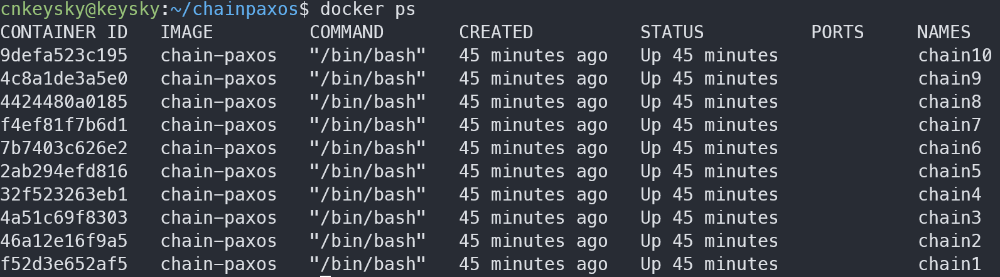 cnkeysky@keysky:~/chainpaxos$ docker ps
CONTAINER ID   IMAGE         COMMAND       CREATED          STATUS          PORTS     NAMES
9defa523c195   chain-paxos   "/bin/bash"   45 minutes ago   Up 45 minutes             chain10
4c8a1de3a5e0   chain-paxos   "/bin/bash"   45 minutes ago   Up 45 minutes             chain9
4424480a0185   chain-paxos   "/bin/bash"   45 minutes ago   Up 45 minutes             chain8
f4ef81f7b6d1   chain-paxos   "/bin/bash"   45 minutes ago   Up 45 minutes             chain7
7b7403c626e2   chain-paxos   "/bin/bash"   45 minutes ago   Up 45 minutes             chain6
2ab294efd816   chain-paxos   "/bin/bash"   45 minutes ago   Up 45 minutes             chain5
32f523263eb1   chain-paxos   "/bin/bash"   45 minutes ago   Up 45 minutes             chain4
4a51c69f8303   chain-paxos   "/bin/bash"   45 minutes ago   Up 45 minutes             chain3
46a12e16f9a5   chain-paxos   "/bin/bash"   45 minutes ago   Up 45 minutes             chain2
f52d3e652af5   chain-paxos   "/bin/bash"   45 minutes ago   Up 45 minutes             chain1